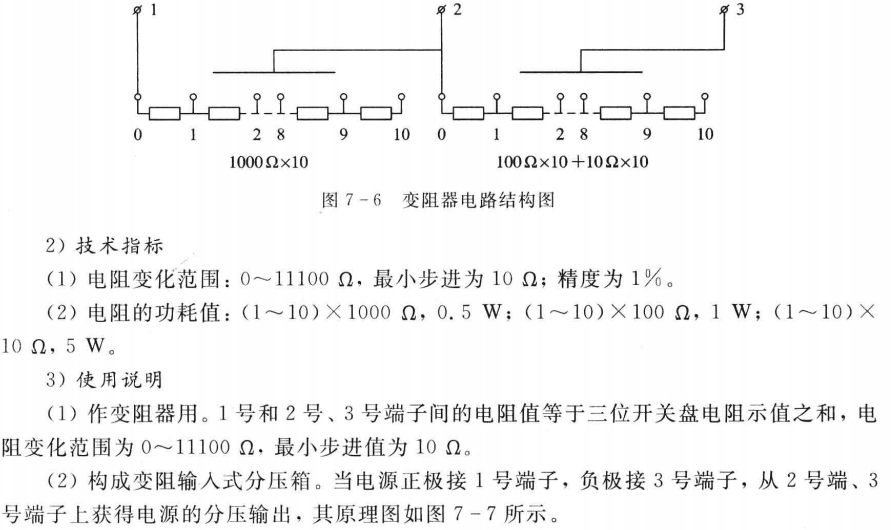 1 2 3
0 1 2 8 9 10 0 1 2 8 9 10
1000Ω×10 100Ω×10+10Ω×10
图 7-6 变阻器电路结构图
2) 技术指标
(1) 电阻变化范围：0～11100 Ω，最小步进为 10 Ω；精度为 1%。
(2) 电阻的功耗值：(1～10)×1000 Ω，0.5 W；(1～10)×100 Ω，1 W；(1～10)×
10 Ω，5 W。
3) 使用说明
(1) 作变阻器用。1 号和 2 号、3 号端子间的电阻值等于三位开关盘电阻示值之和，电
阻变化范围为 0～11100 Ω，最小步进值为 10 Ω。
(2) 构成变阻输入式分压箱。当电源正极接 1 号端子，负极接 3 号端子，从 2 号端、3
号端子上获得电源的分压输出，其原理图如图 7-7 所示。